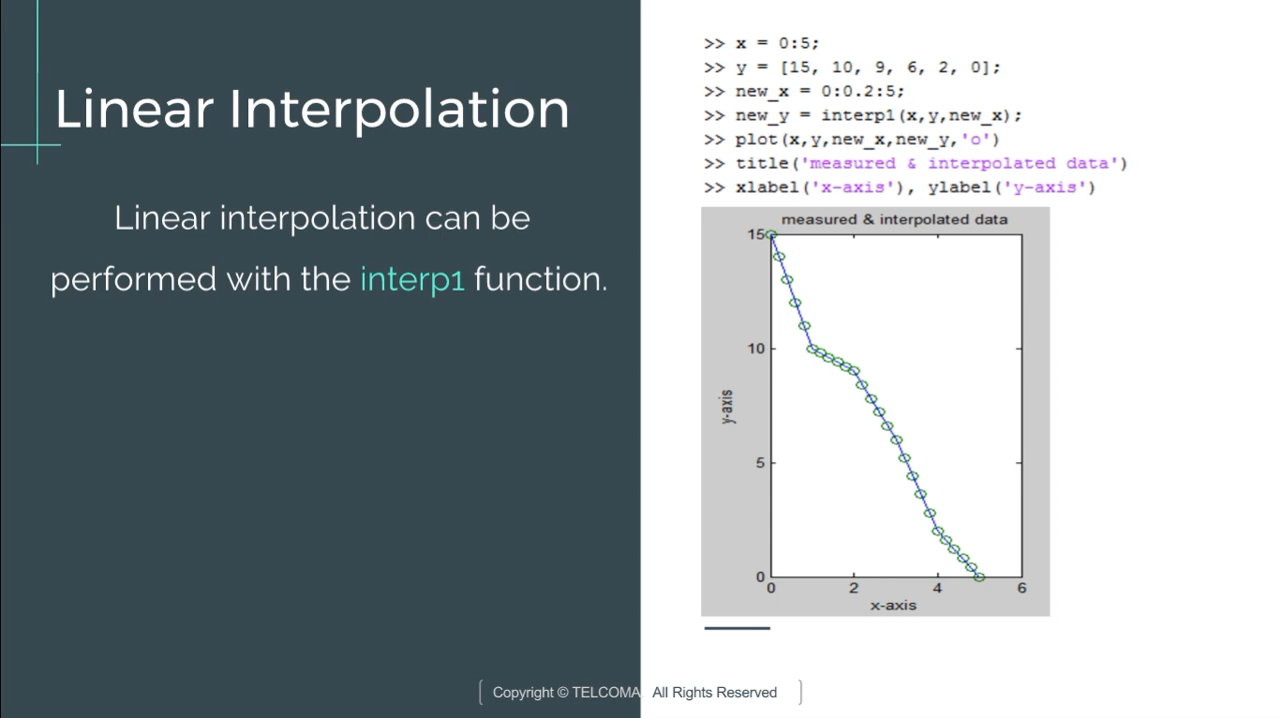 Linear Interpolation
Linear interpolation can be
performed with the interp1 function.
>> x = 0:5;
>> y = [15, 10, 9, 6, 2, 0];
>> new_x = 0:0.2:5;
>> new_y = interp1(x,y,new_x);
>> plot(x,y,new_x,new_y,'o')
>> title('measured & interpolated data')
>> xlabel('x-axis'), ylabel('y-axis')
measured & interpolated data
15
10
5
0
y-axis
0 2 4 6
x-axis
Copyright © TELCOMA All Rights Reserved